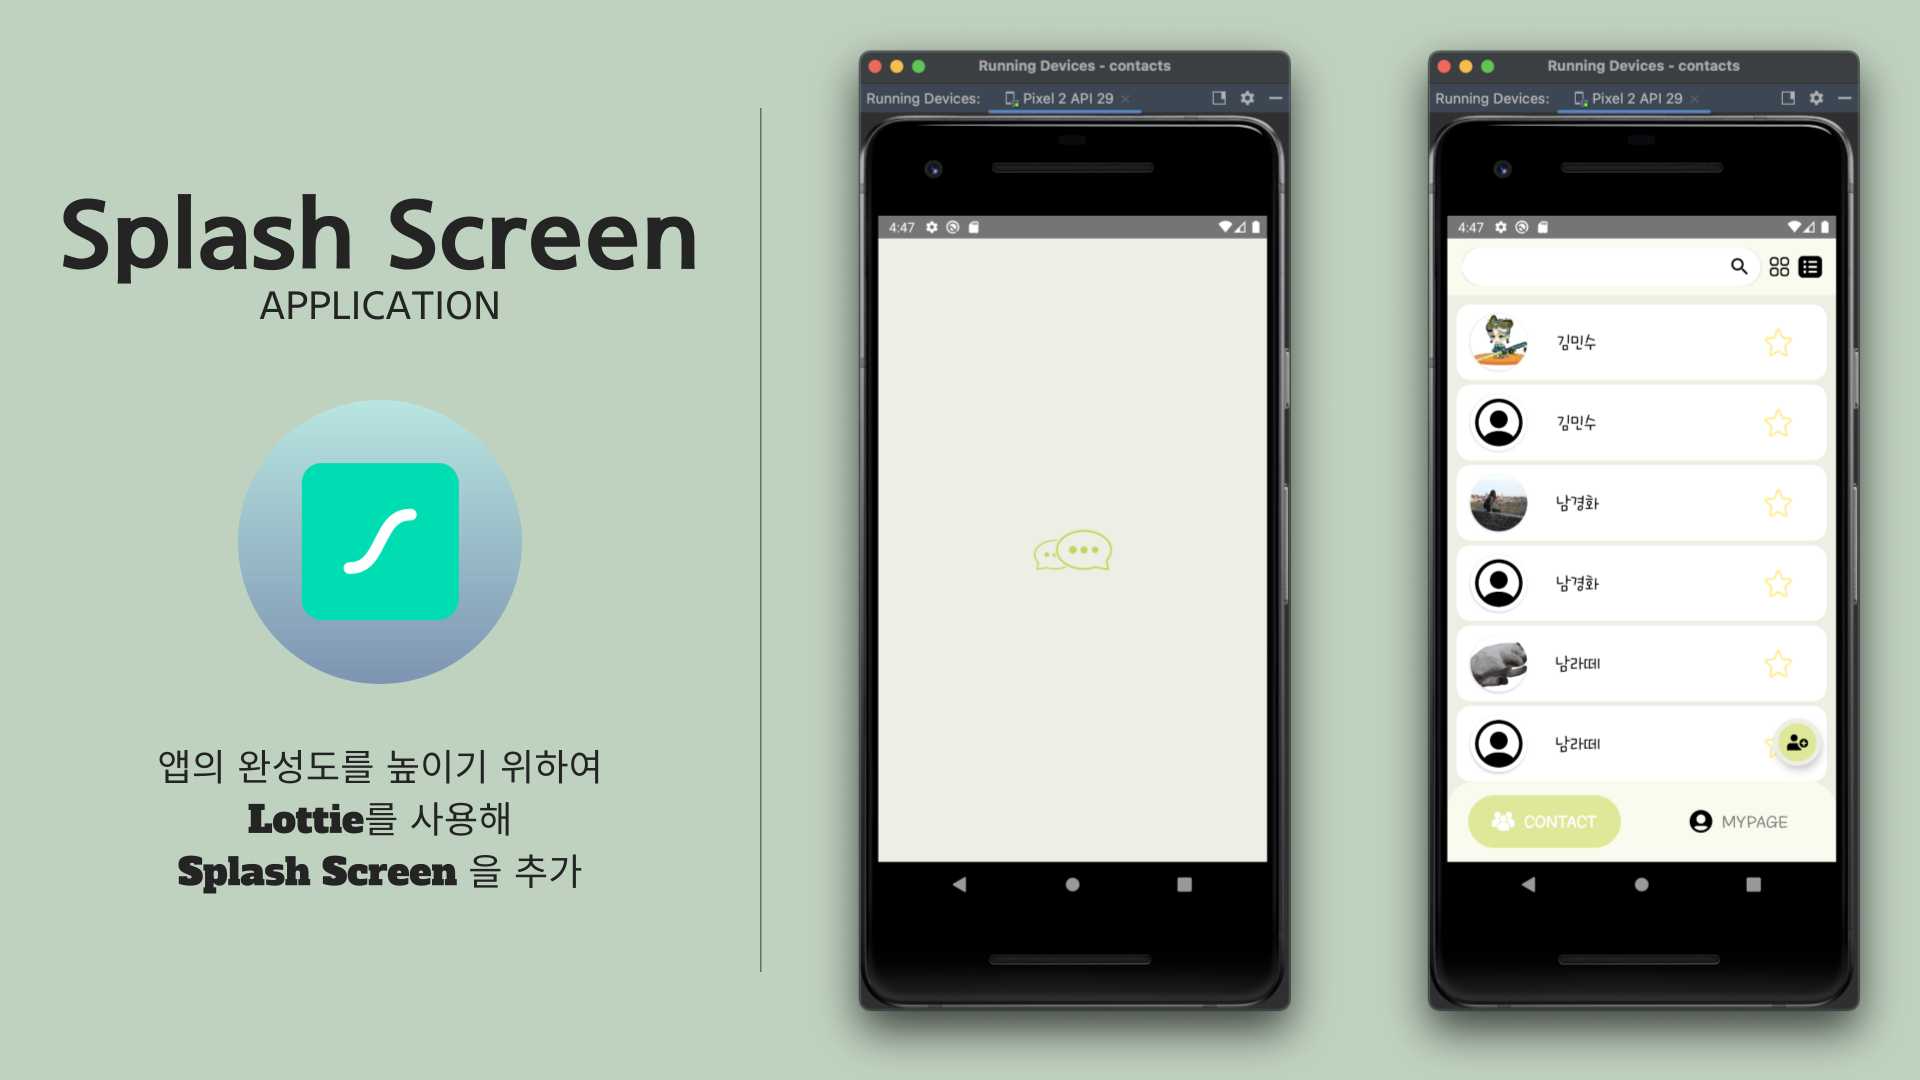 Splash Screen
APPLICATION
앱의 완성도를 높이기 위하여
Lottie를 사용해
Splash Screen 을 추가
Running Devices - contacts
Running Devices: Pixel 2 API 29
4:47
Running Devices - contacts
Running Devices: Pixel 2 API 29
4:47
김민수
김민수
남경화
남경화
남라떼
남라떼
CONTACT MYPAGE